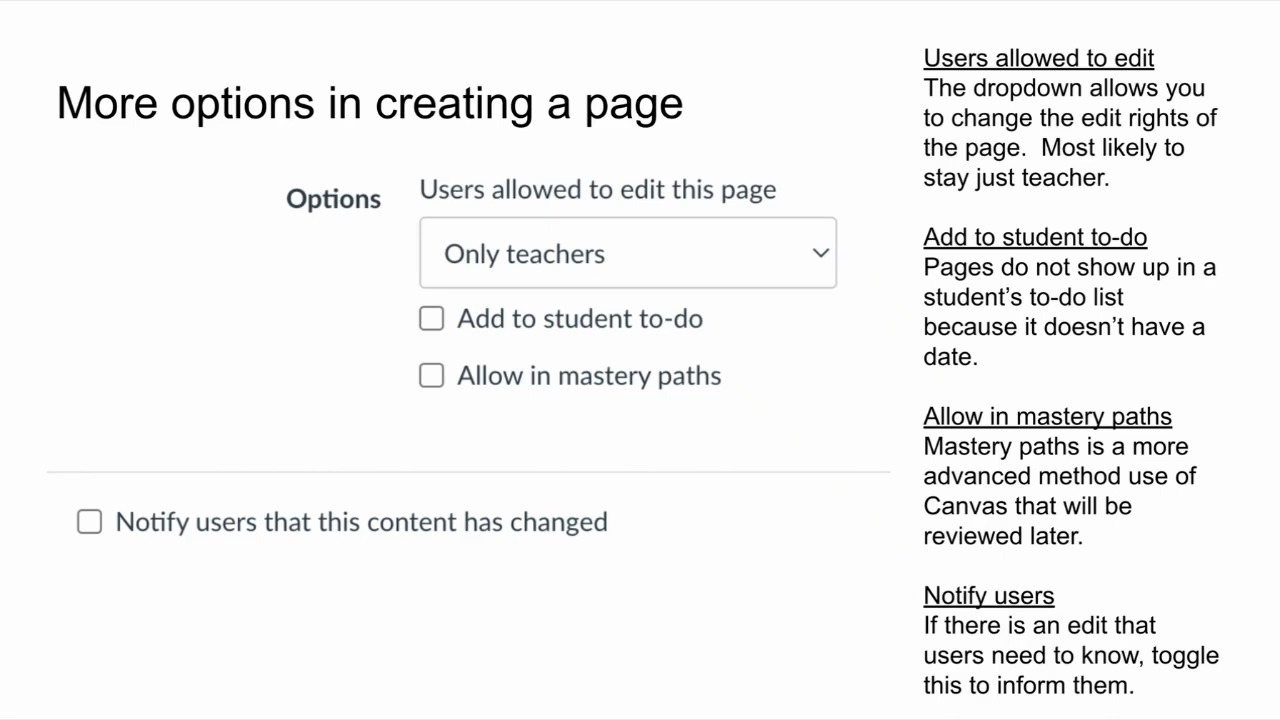 More options in creating a page
Options
Users allowed to edit this page
Only teachers
Add to student to-do
Allow in mastery paths
Notify users that this content has changed
Users allowed to edit
The dropdown allows you
to change the edit rights of
the page.  Most likely to
stay just teacher.
Add to student to-do
Pages do not show up in a
student’s to-do list
because it doesn’t have a
date.
Allow in mastery paths
Mastery paths is a more
advanced method use of
Canvas that will be
reviewed later.
Notify users
If there is an edit that
users need to know, toggle
this to inform them.